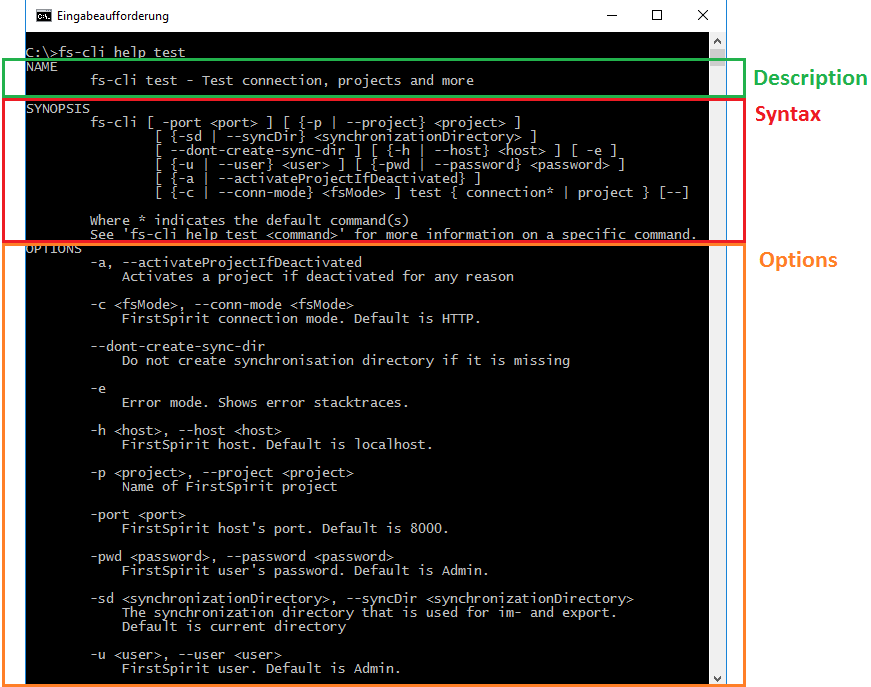 Eingabeaufforderung
C:\>fs-cli help test
NAME
fs-cli test - Test connection, projects and more
Description
SYNOPSIS
Syntax
fs-cli [ -port <port> ] [ {-p | --project} <project> ]
[ {-sd | --syncDir} <synchronizationDirectory> ]
[ --dont-create-sync-dir ] [ {-h | --host} <host> ] [ -e ]
[ {-u | --user} <user> ] [ {-pwd | --password} <password> ]
[ {-a | --activateProjectIfDeactivated} ]
[ {-c | --conn-mode} <fsMode> ] test { connection* | project } [--]
Where * indicates the default command(s)
See 'fs-cli help test <command>' for more information on a specific command.
OPTIONS
Options
-a, --activateProjectIfDeactivated
Activates a project if deactivated for any reason
-c <fsMode>, --conn-mode <fsMode>
FirstSpirit connection mode. Default is HTTP.
--dont-create-sync-dir
Do not create synchronisation directory if it is missing
-e
Error mode. Shows error stacktraces.
-h <host>, --host <host>
FirstSpirit host. Default is localhost.
-p <project>, --project <project>
Name of FirstSpirit project
-port <port>
FirstSpirit host's port. Default is 8000.
-pwd <password>, --password <password>
FirstSpirit user's password. Default is Admin.
-sd <synchronizationDirectory>, --syncDir <synchronizationDirectory>
The synchronization directory that is used for im- and export.
Default is current directory
-u <user>, --user <user>
FirstSpirit user. Default is Admin.